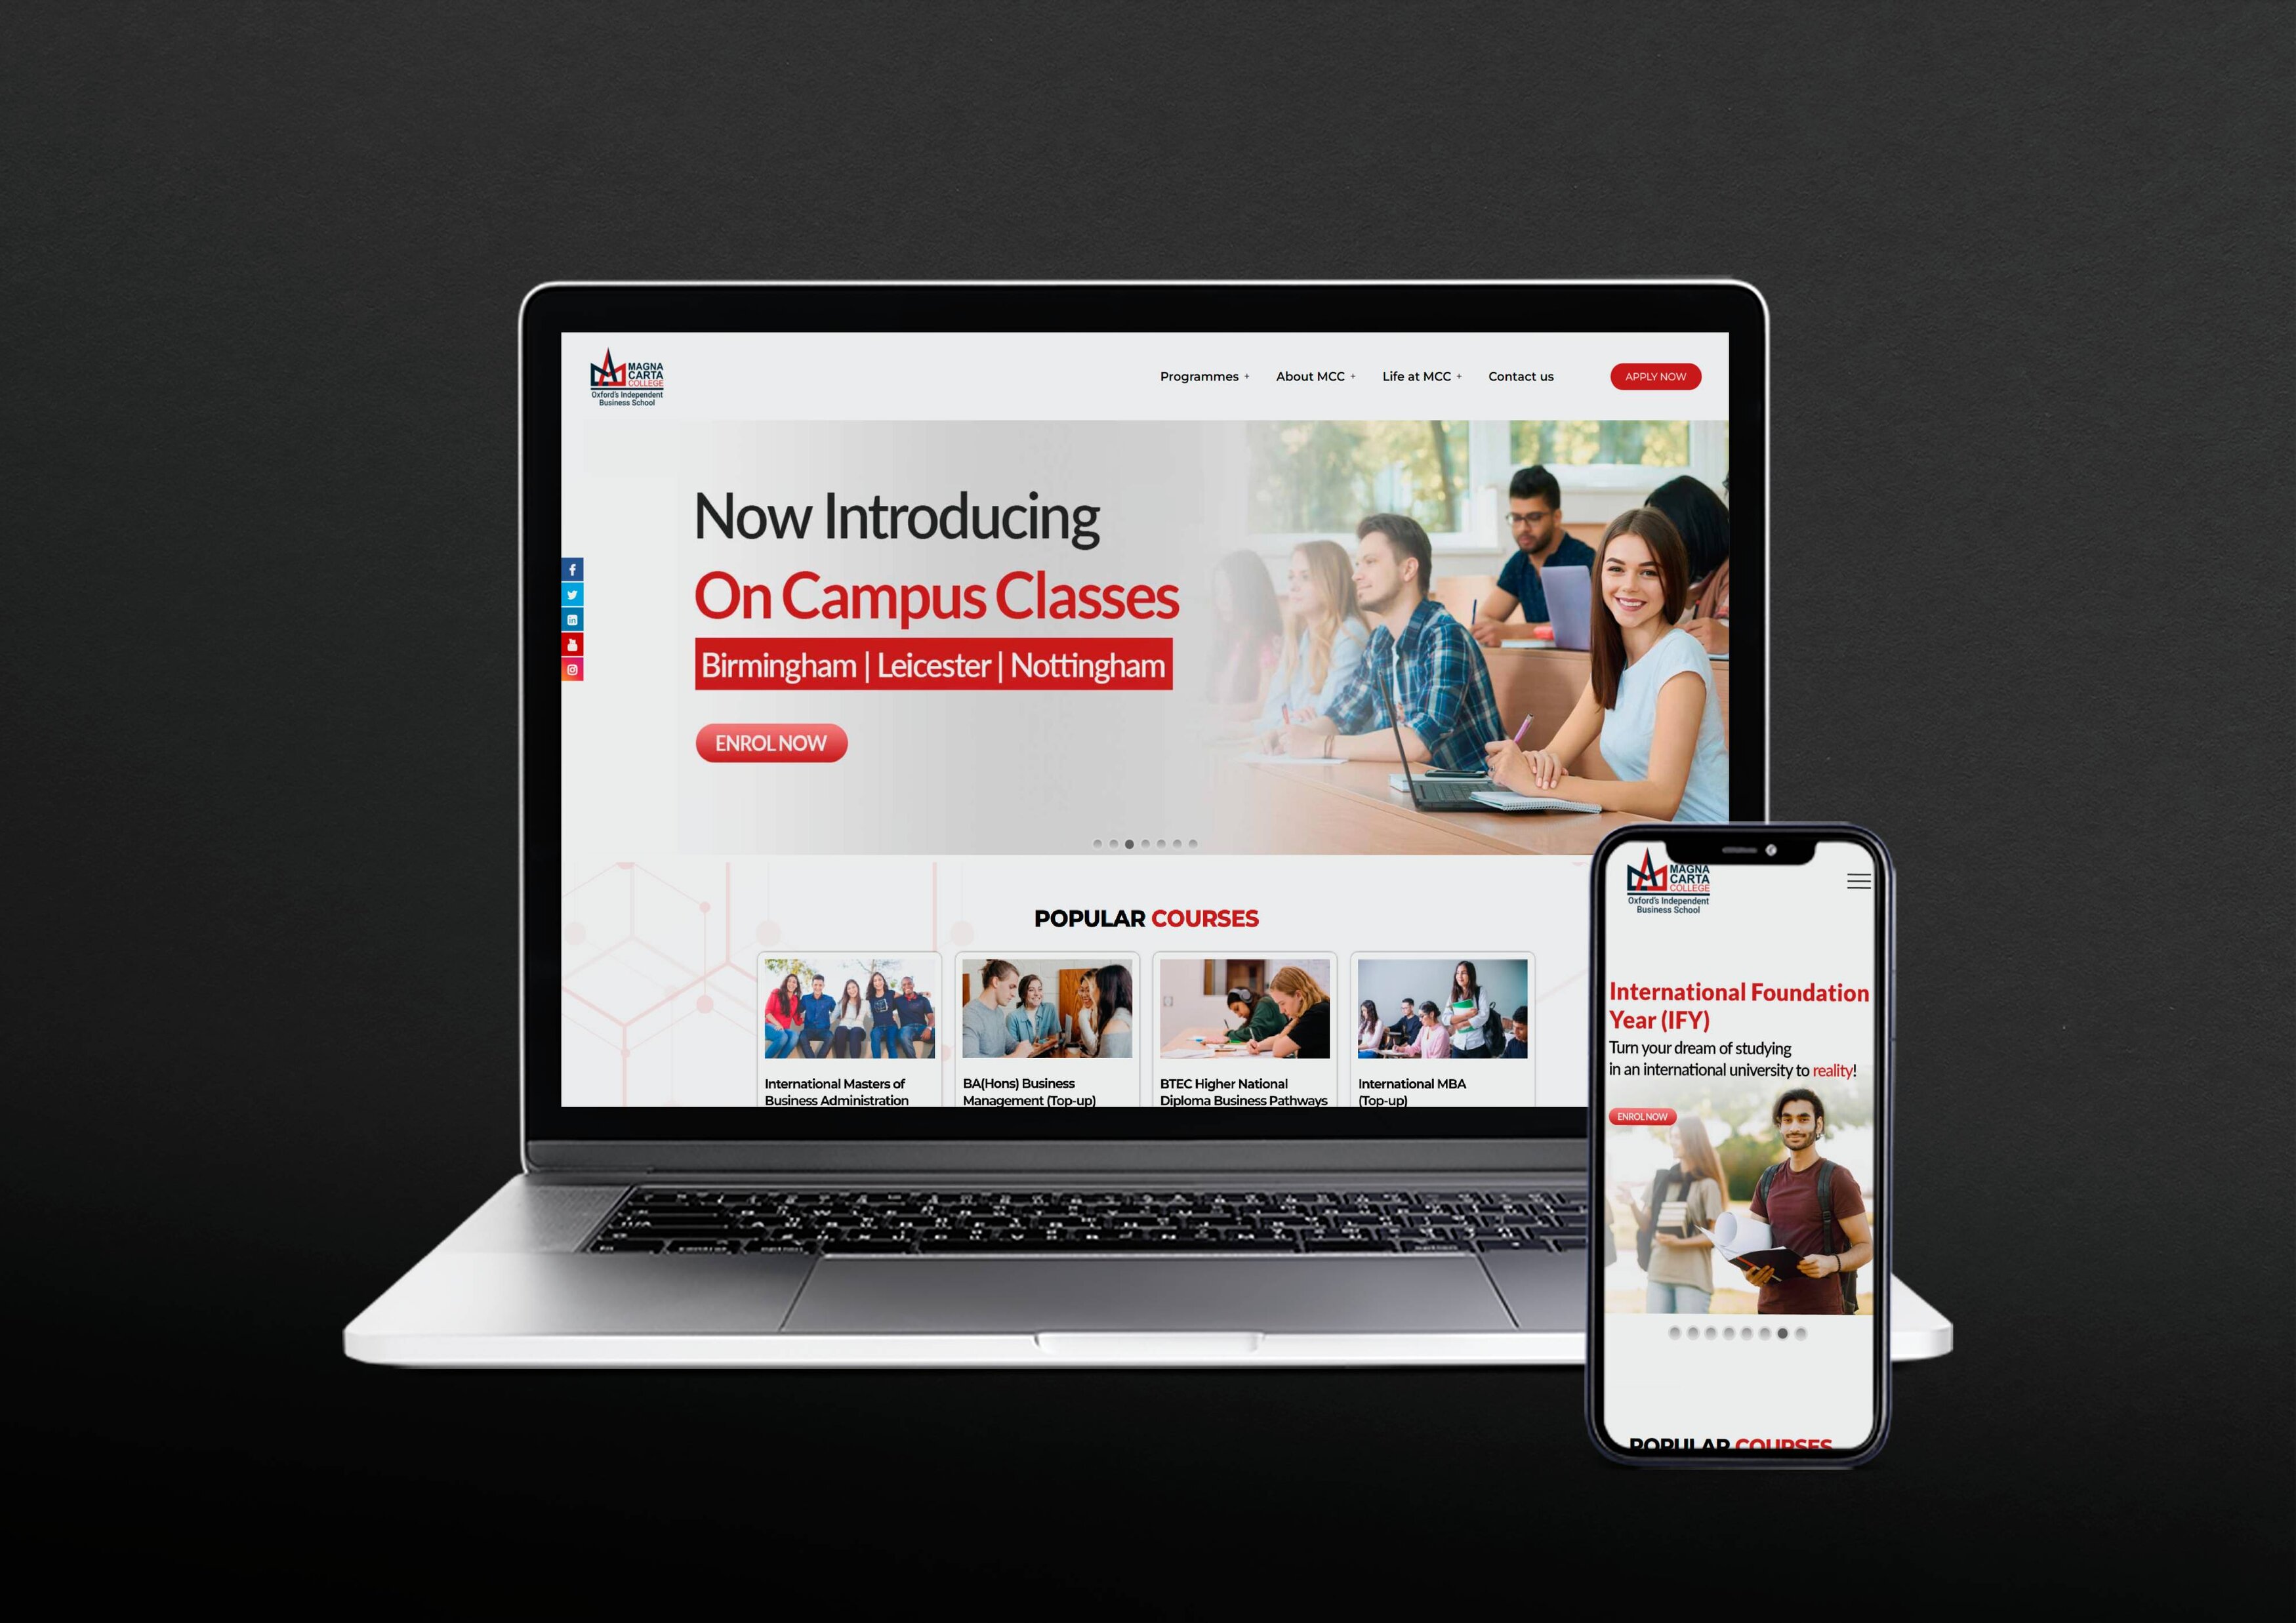 MAGNA
CARTA
COLLEGE
Oxford's Independent
Business School
Programmes +
About MCC +
Life at MCC +
Contact us
APPLY NOW
Now Introducing
On Campus Classes
Birmingham | Leicester | Nottingham
ENROL NOW
POPULAR COURSES
International Masters of
Business Administration
BA(Hons) Business
Management (Top-up)
BTEC Higher National
Diploma Business Pathways
International MBA
(Top-up)
MAGNA
CARTA
COLLEGE
Oxford's Independent
Business School
International Foundation
Year (IFY)
Turn your dream of studying
in an international university to reality!
ENROL NOW
POPULAR COURSES